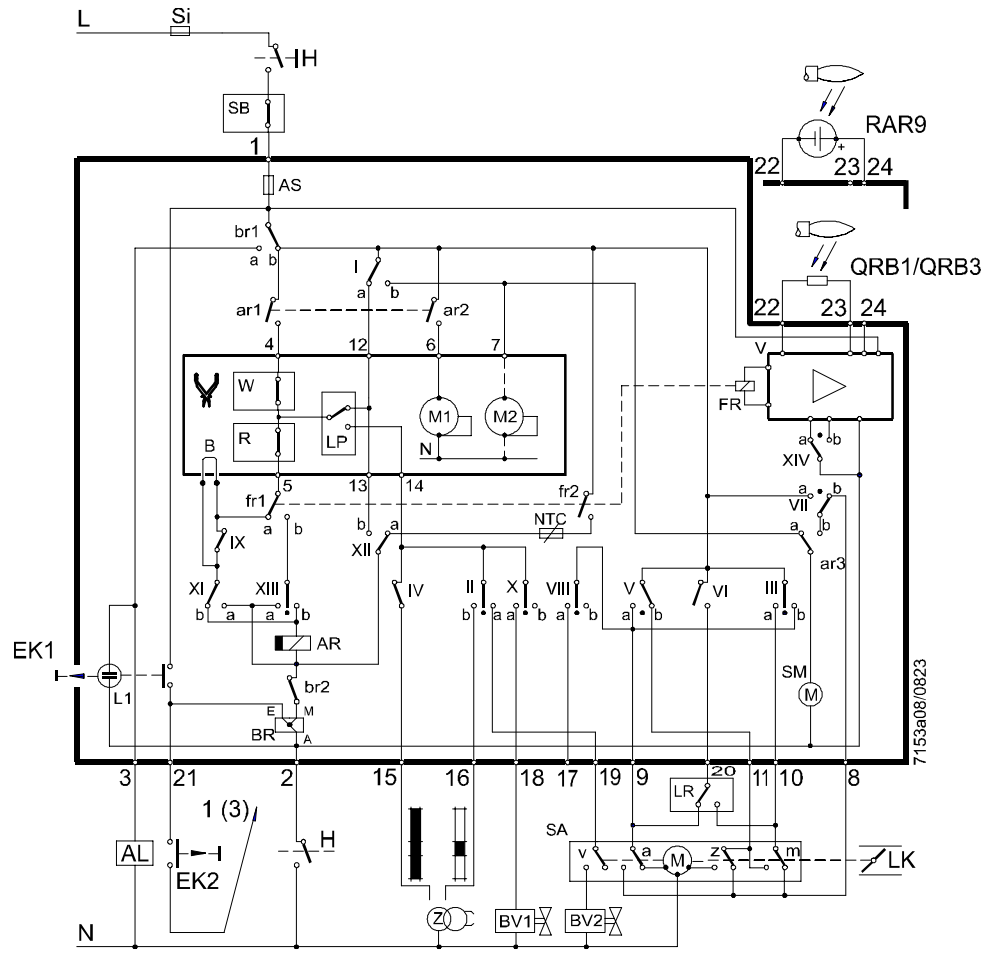 L Si
H
SB
1
RAR9
+
22 23 24
AS
br1
a b
I
a b
QRB1/QRB3
22 23 24
ar1 ar2
4 12 6 7
V
FR
W
LP
M1 M2
R
N
B
a b
XIV
5 13 14
fr1 fr2
a b
VII
a b
b a
NTC
a b
IX XII
ar3
XI XIII IV II X VIII V VI III
b a a b b a a b b a a b a b
AR
EK1
L1
br2
SM
M
E M
BR
A
7153a08/0823
3 21 2 15 16 18 17 19 9 20 11 10 8
1 (3)
H
LR
SA
AL
EK2
v a M z m
LK
Z
BV1 BV2
N